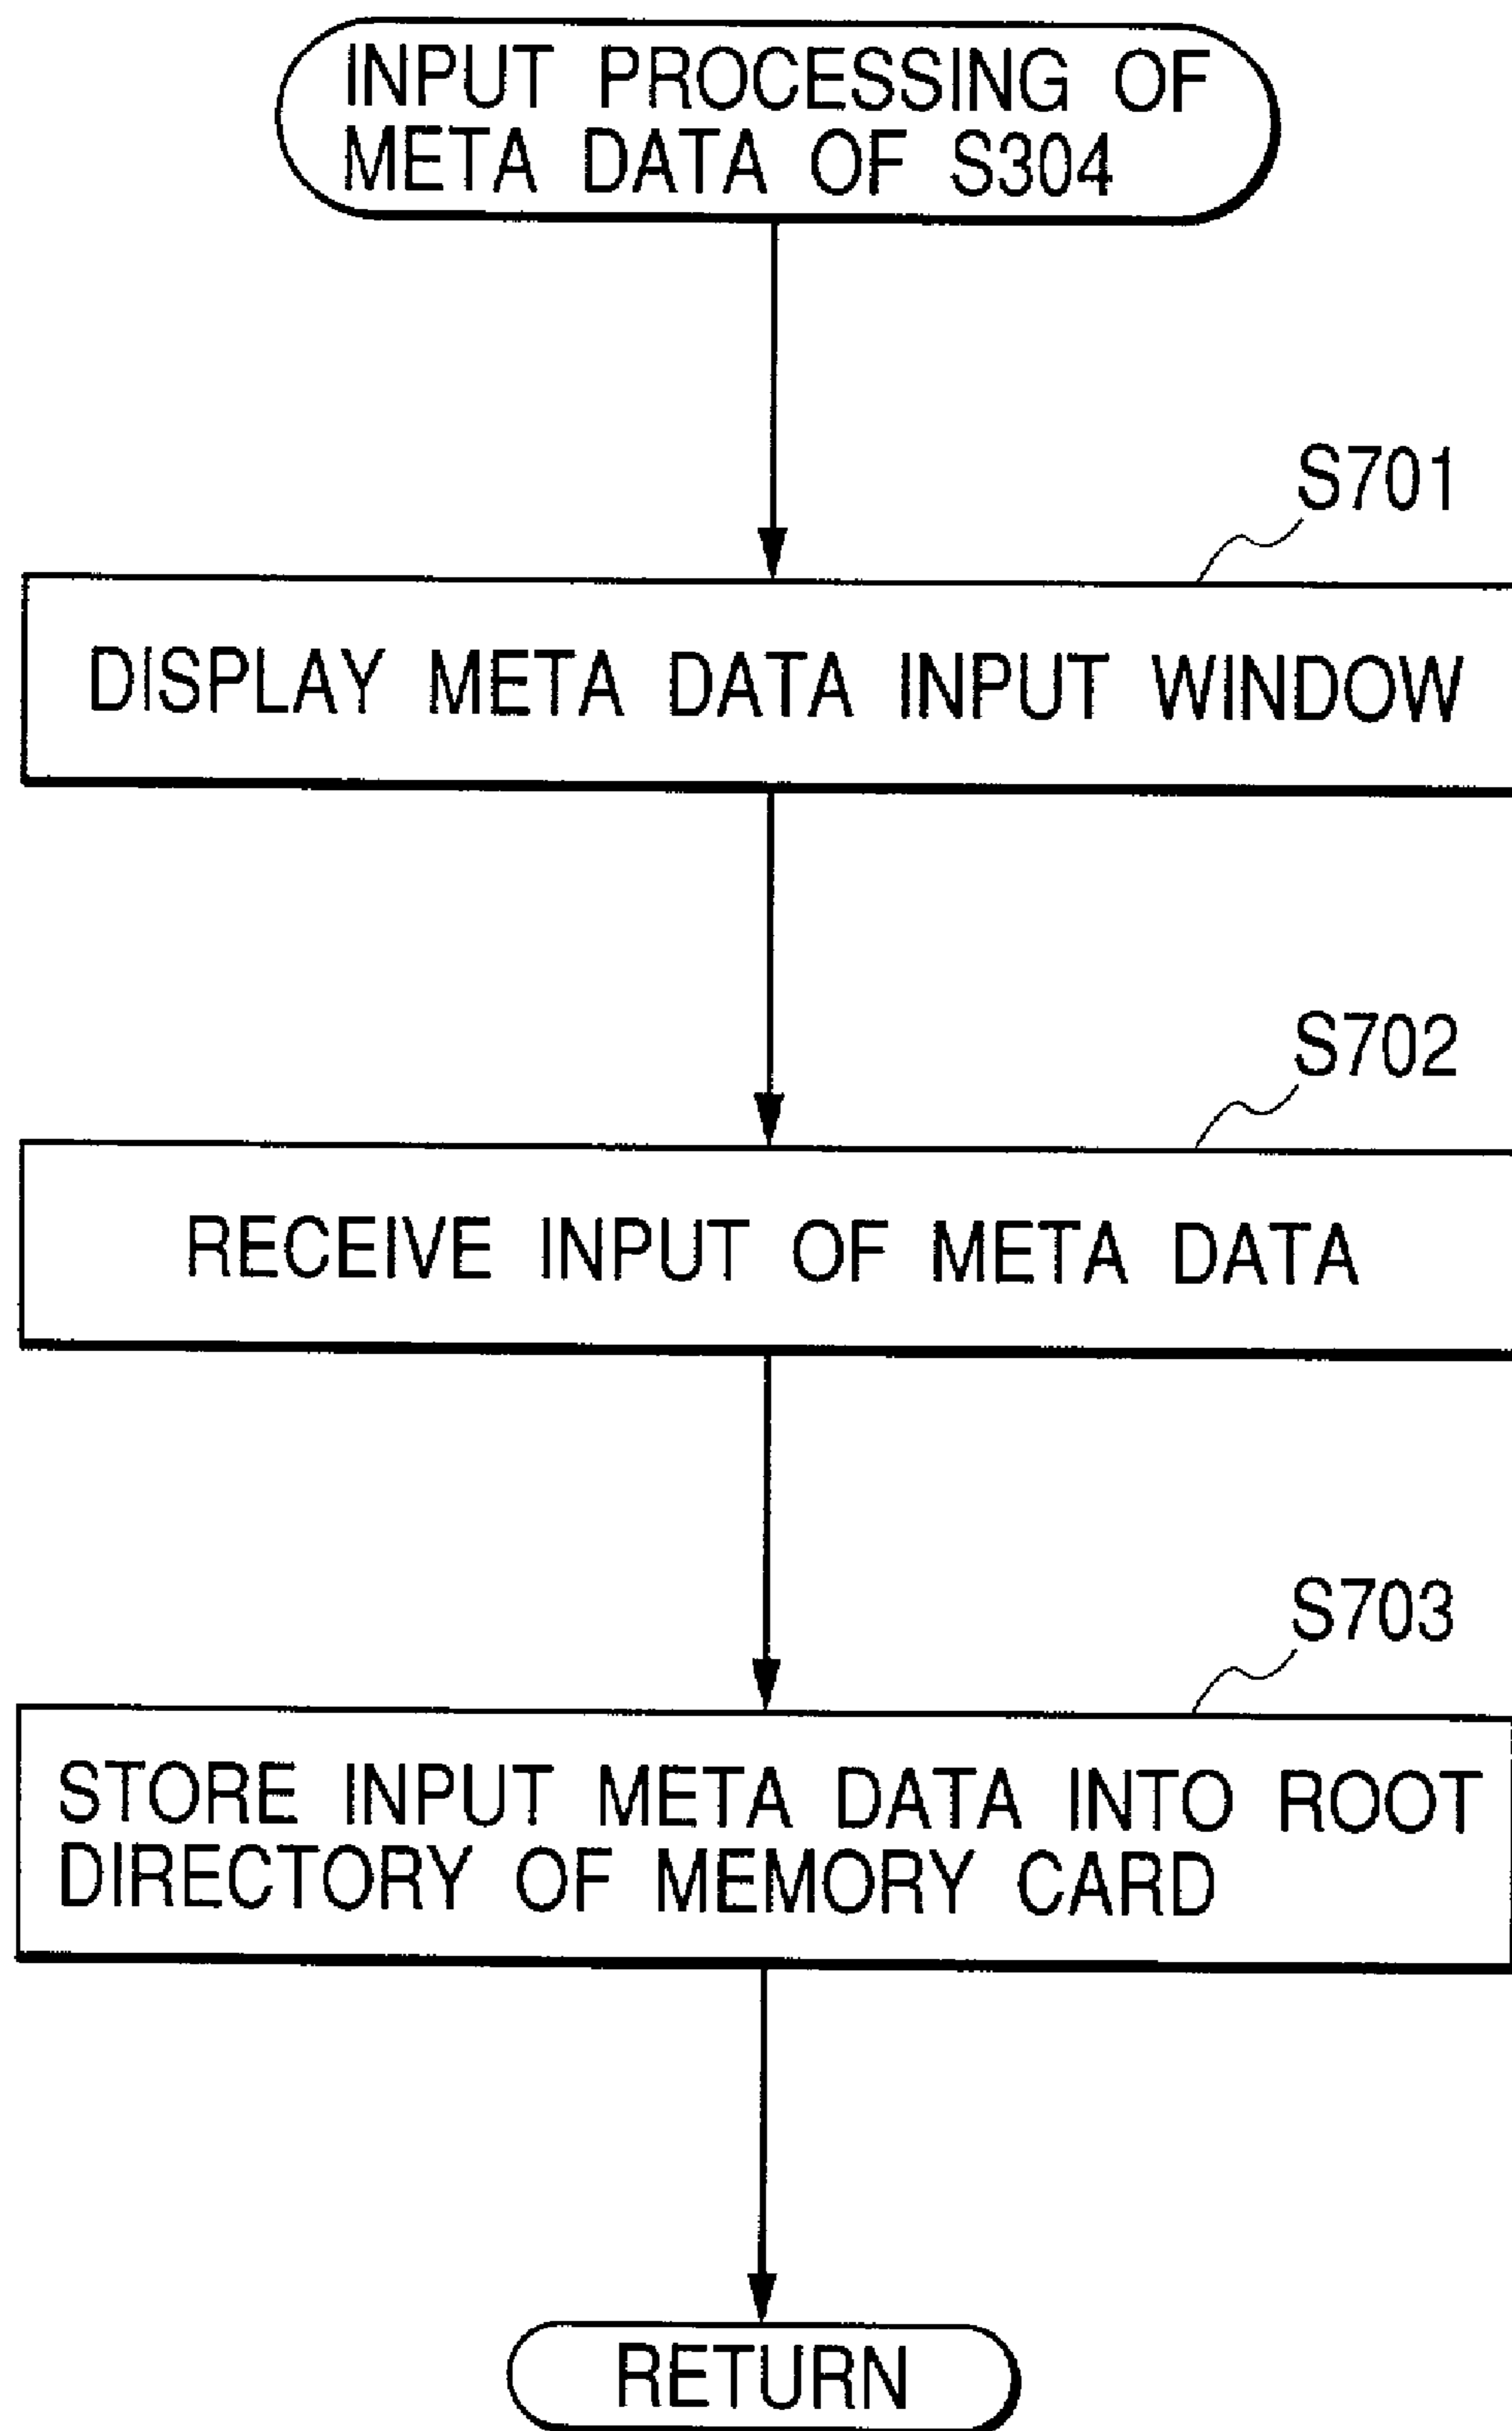 INPUT PROCESSING OF
META DATA OF S304
S701
DISPLAY META DATA INPUT WINDOW
S702
RECEIVE INPUT OF META DATA
S703
STORE INPUT META DATA INTO ROOT
DIRECTORY OF MEMORY CARD
RETURN